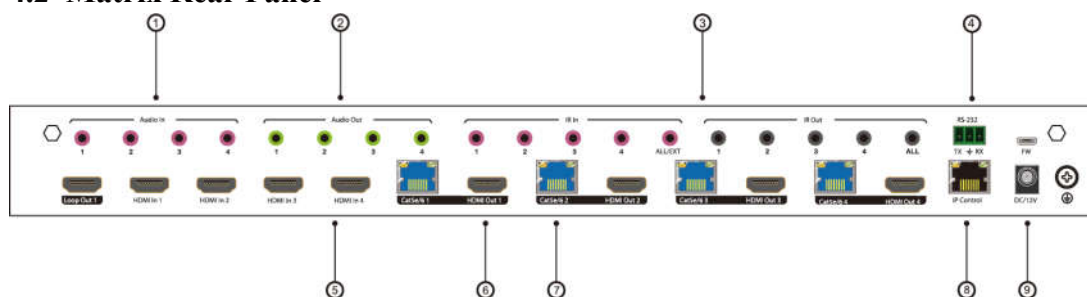 4.2 Matrix Rear Panel
① ② ③ ④
Audio In Audio Out IR In IR Out RS-232
1 2 3 4 1 2 3 4 1 2 3 4 ALL/EXT 1 2 3 4 ALL TX RX FW
Loop Out 1 HDMI In 1 HDMI In 2 HDMI In 3 HDMI In 4 Cat5e/6 1 HDMI Out 1 Cat5e/6 2 HDMI Out 2 Cat5e/6 3 HDMI Out 3 Cat5e/6 4 HDMI Out 4 IP Control DC/12V
⑤ ⑥ ⑦ ⑧ ⑨